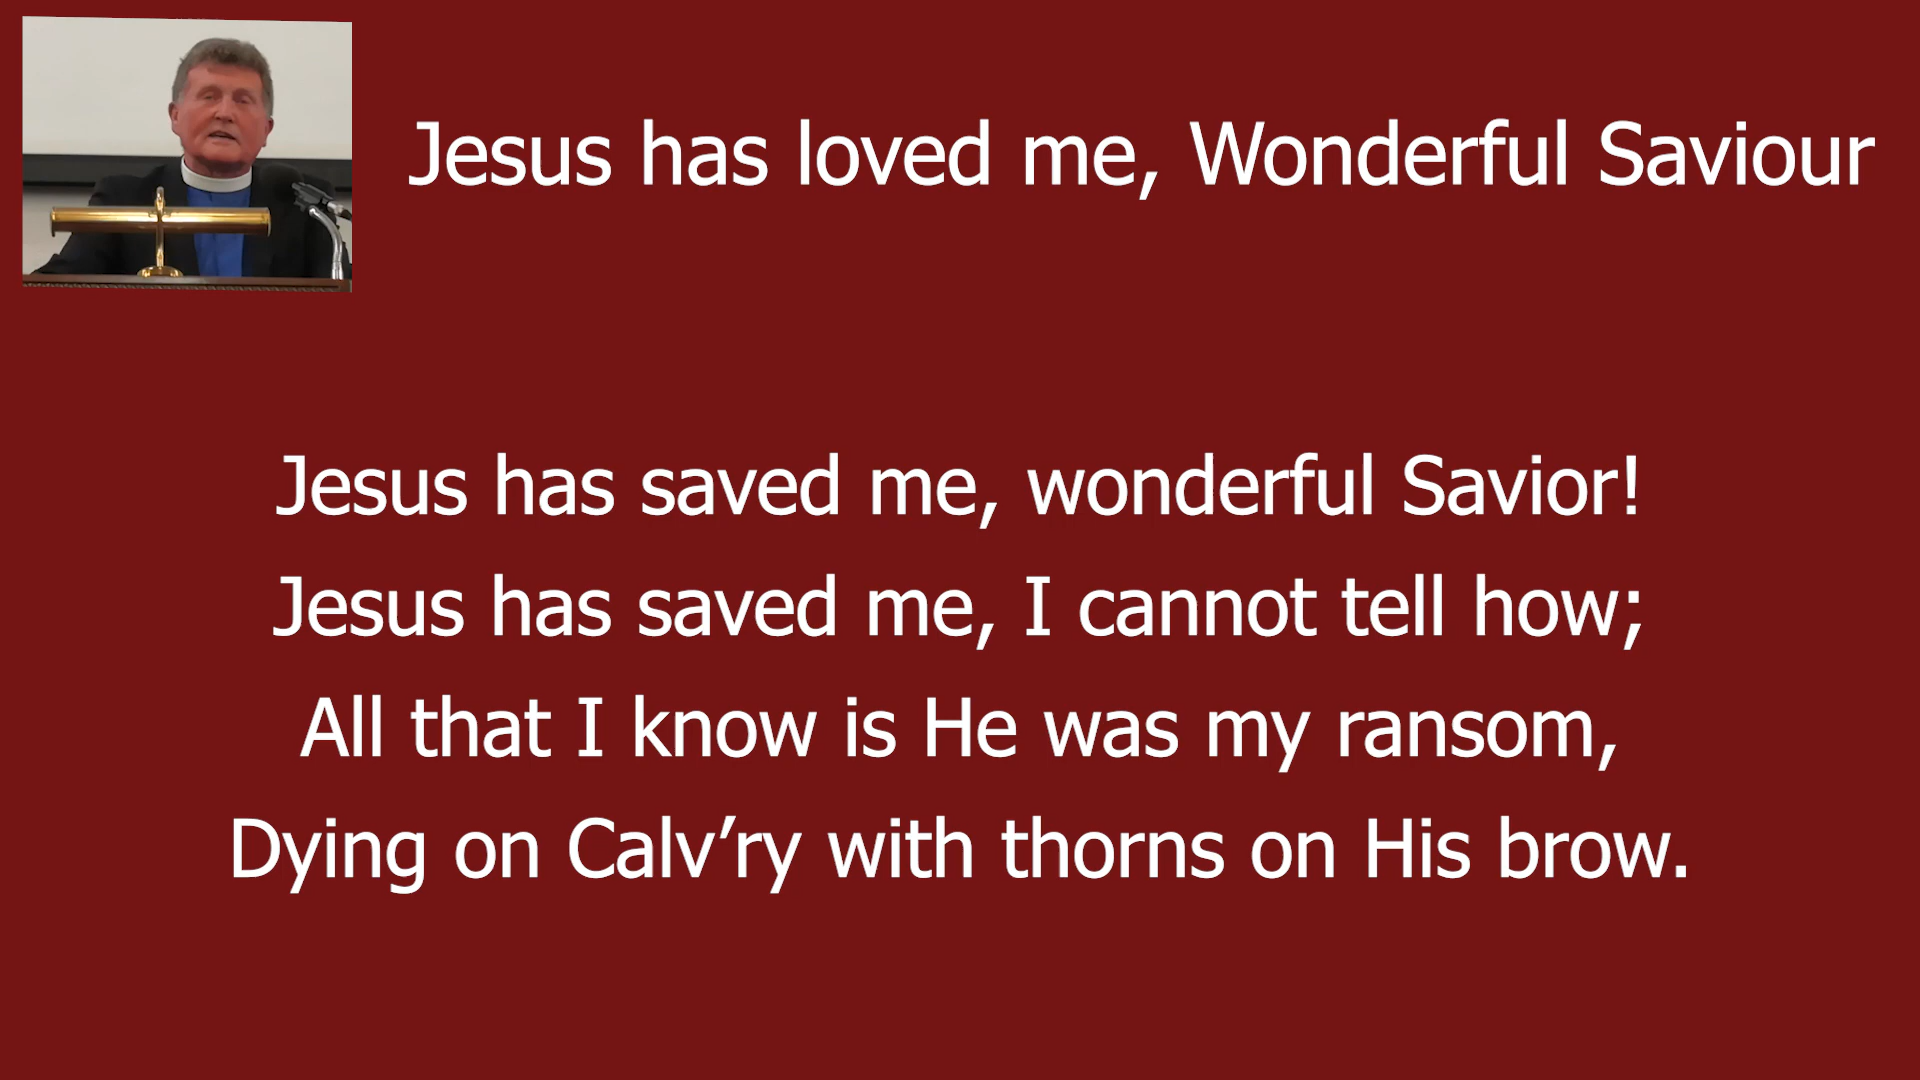 Jesus has loved me, Wonderful Saviour
Jesus has saved me, wonderful Savior!
Jesus has saved me, I cannot tell how;
All that I know is He was my ransom,
Dying on Calv’ry with thorns on His brow.